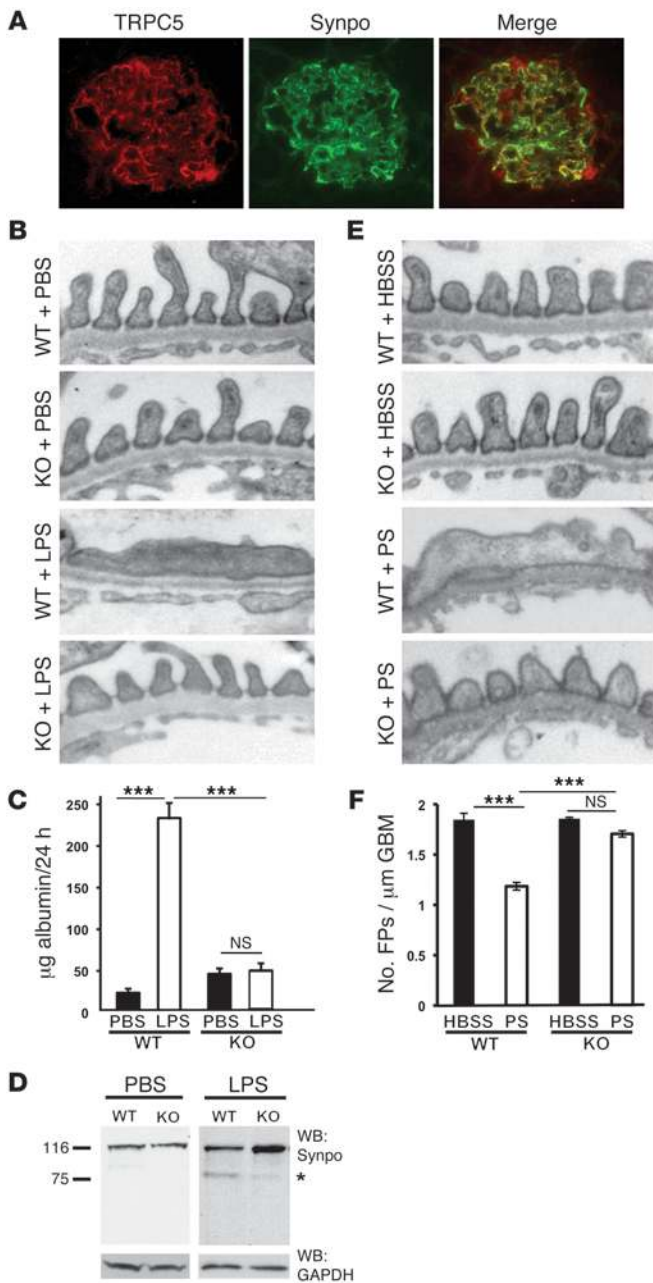 A
TRPC5
Synpo
Merge
B
WT + PBS
KO + PBS
WT + LPS
KO + LPS
E
WT + HBSS
KO + HBSS
WT + PS
KO + PS
C
µg albumin/24 h
250
200
150
100
50
0
***
***
NS
PBS LPS
PBS LPS
WT
KO
F
No. FPs / µm GBM
2
1.5
1
0.5
0
***
***
NS
HBSS PS
HBSS PS
WT
KO
D
PBS
LPS
WT KO
WT KO
116
75
WB:
Synpo
*
WB:
GAPDH